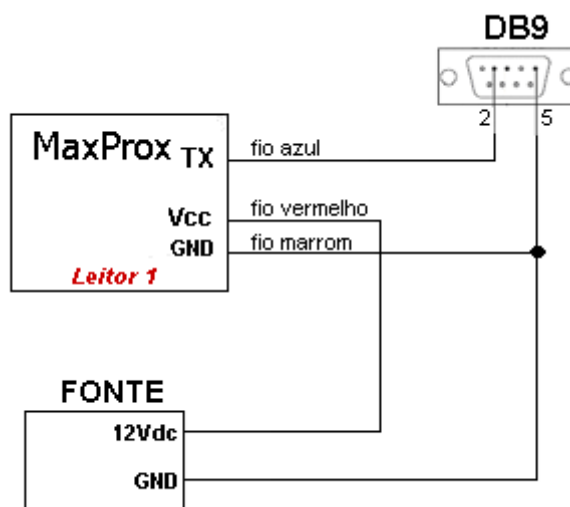 DB9
2 5
MaxProx TX
fio azul
Vcc
fio vermelho
GND
fio marrom
Leitor 1
FONTE
12Vdc
GND